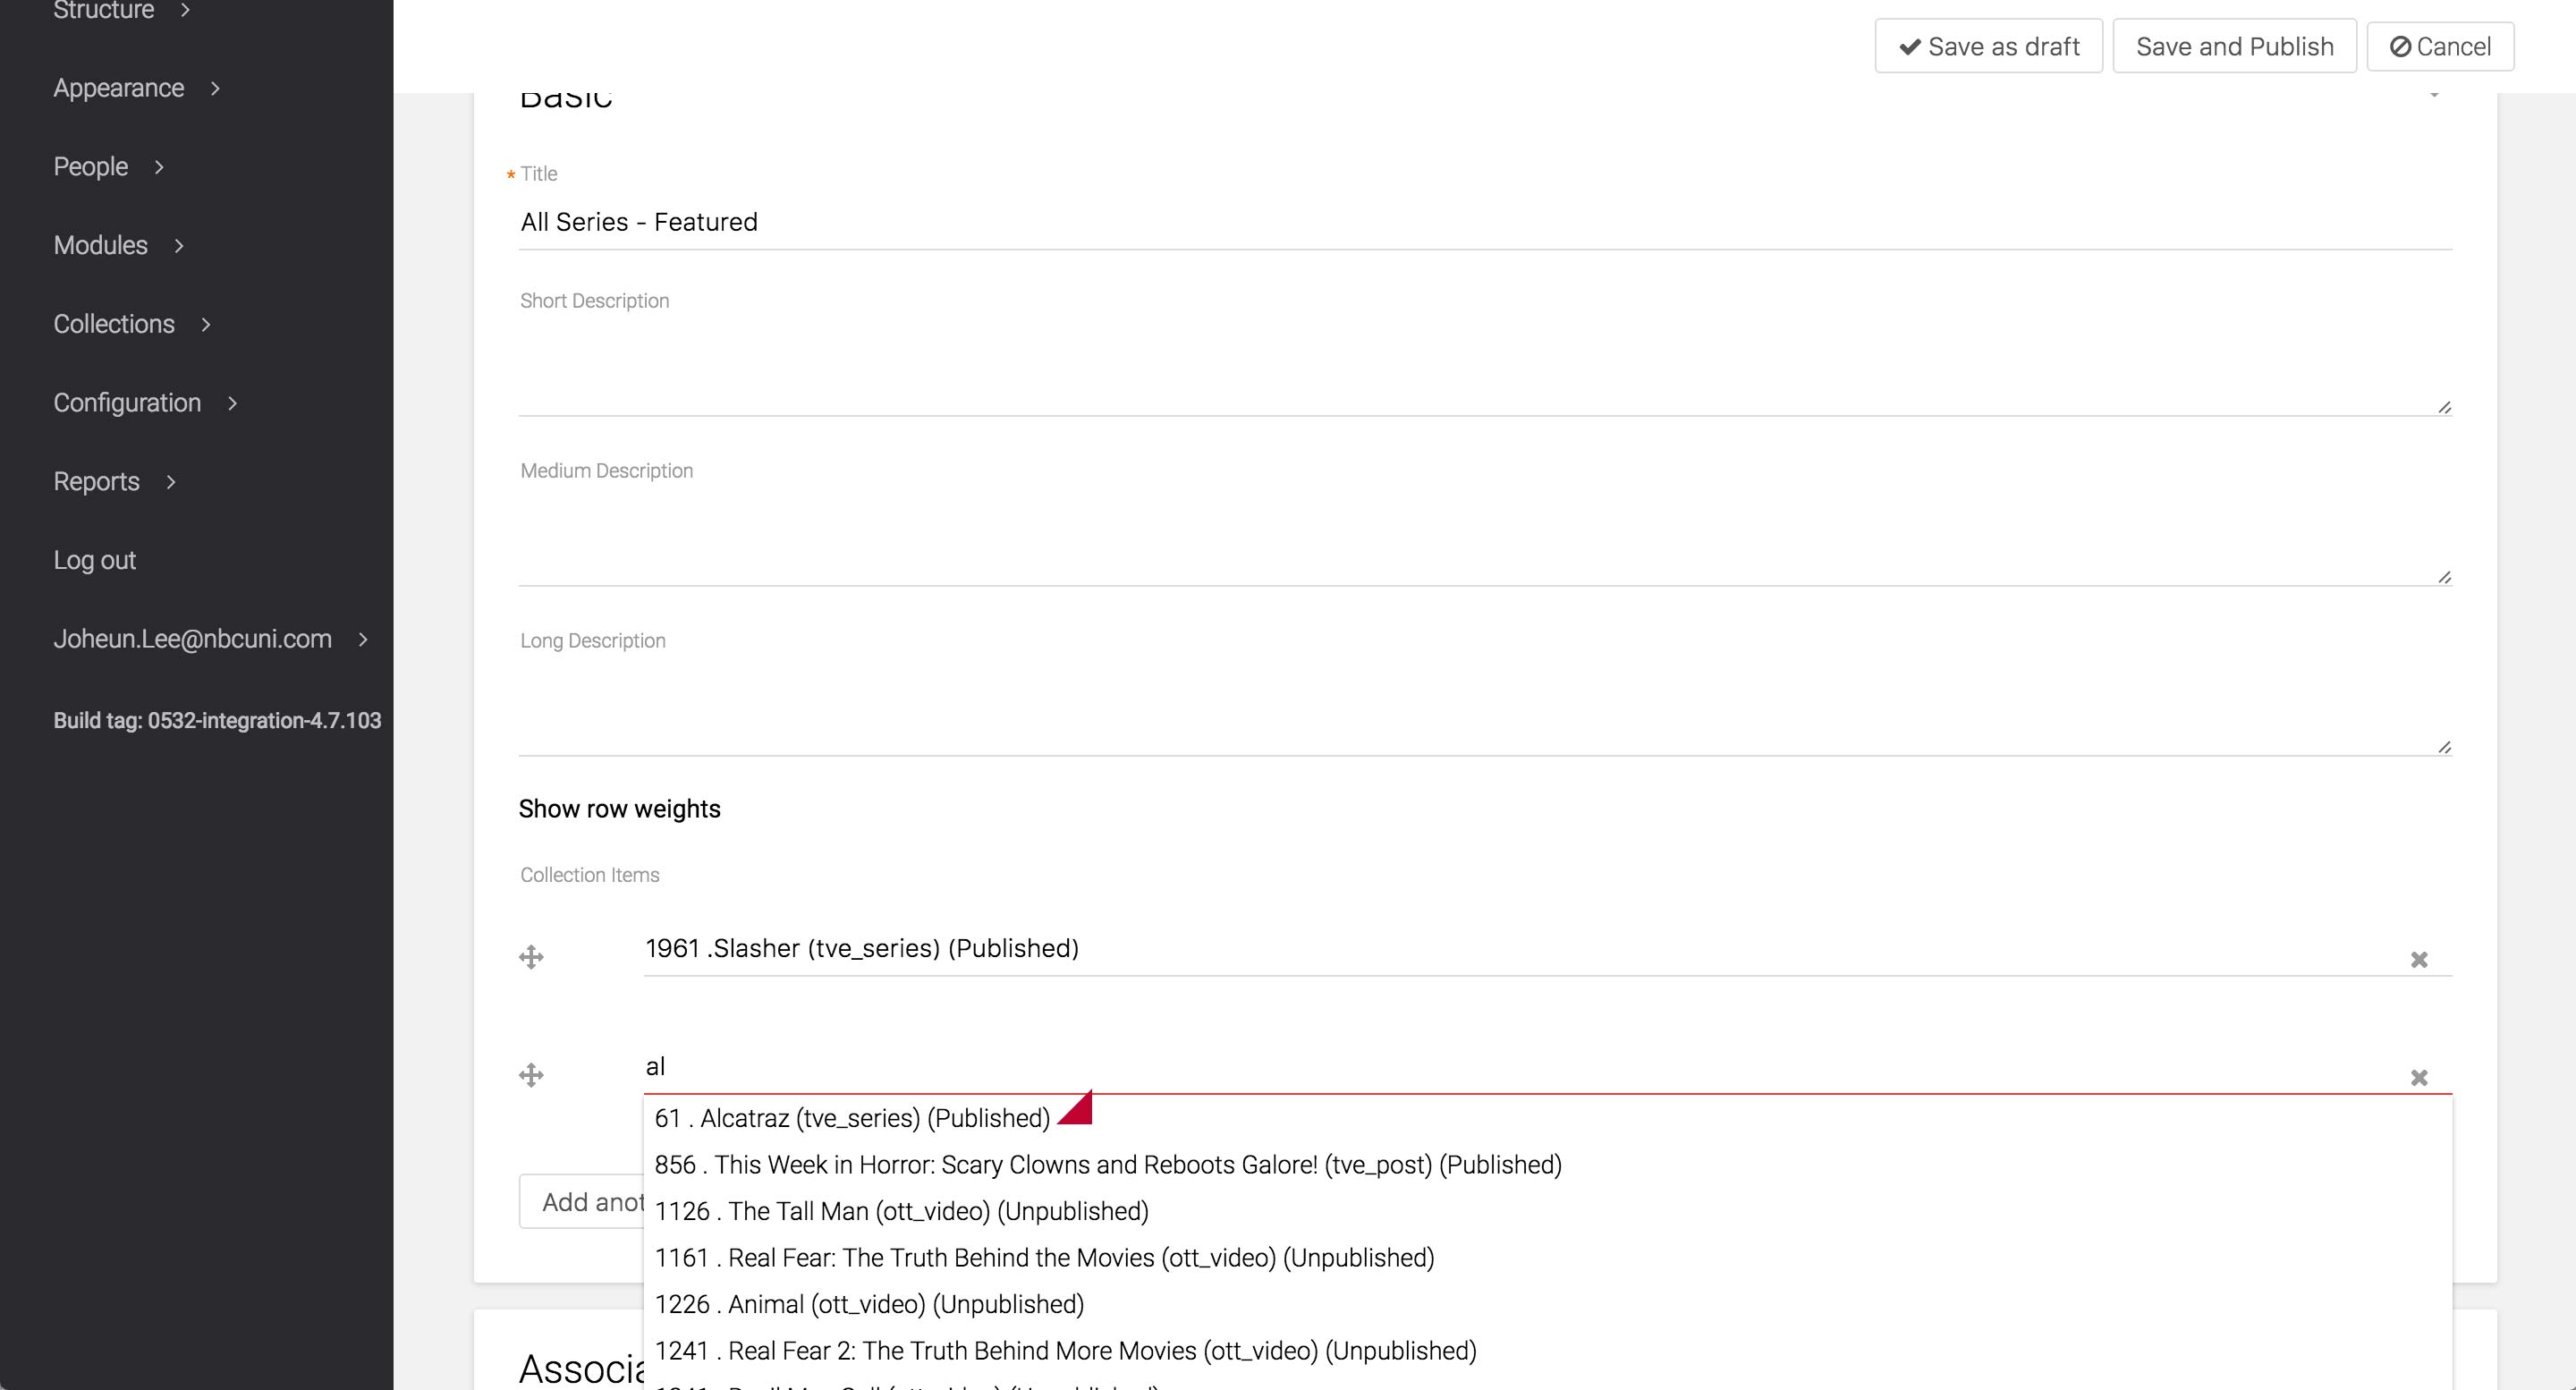 Structure
Save as draft
Save and Publish
Cancel
Appearance
Basic
People
* Title
All Series - Featured
Modules
Short Description
Collections
Configuration
Medium Description
Reports
Log out
Joheun.Lee@nbcuni.com
Long Description
Build tag: 0532-integration-4.7.103
Show row weights
Collection Items
1961 .Slasher (tve_series) (Published)
al
61 . Alcatraz (tve_series) (Published)
856 . This Week in Horror: Scary Clowns and Reboots Galore! (tve_post) (Published)
Add anot
1126 . The Tall Man (ott_video) (Unpublished)
1161 . Real Fear: The Truth Behind the Movies (ott_video) (Unpublished)
1226 . Animal (ott_video) (Unpublished)
1241 . Real Fear 2: The Truth Behind More Movies (ott_video) (Unpublished)
Associa